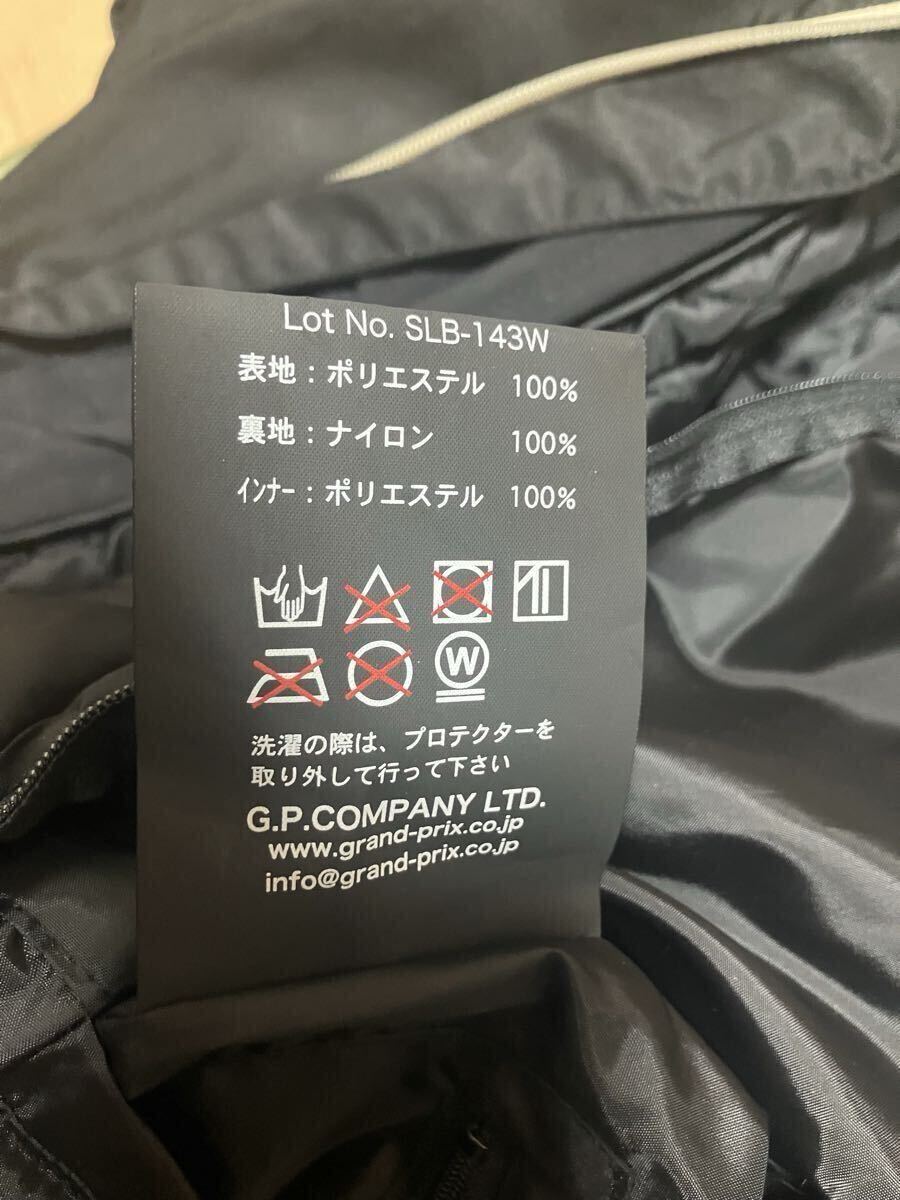 Lot No. SLB-143W
表地：ポリエステル 100%
裏地：ナイロン 100%
ｲﾝﾅｰ：ポリエステル 100%
W
洗濯の際は、プロテクターを
取り外して行って下さい
G.P.COMPANY LTD.
www.grand-prix.co.jp
info@grand-prix.co.jp